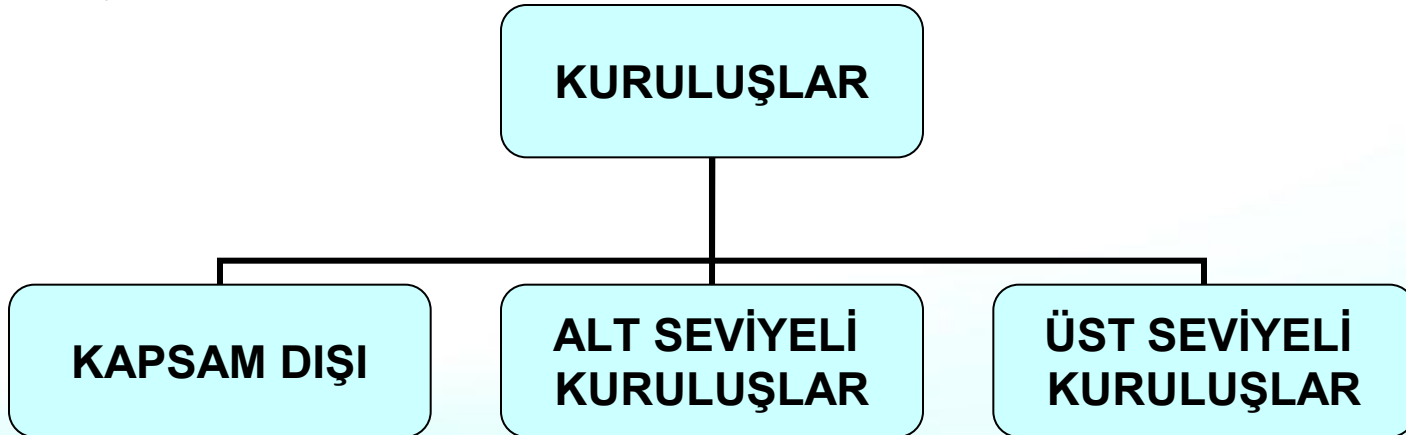 KURULUŞLAR
KAPSAM DIŞI
ALT SEVİYELİ
KURULUŞLAR
ÜST SEVİYELİ
KURULUŞLAR